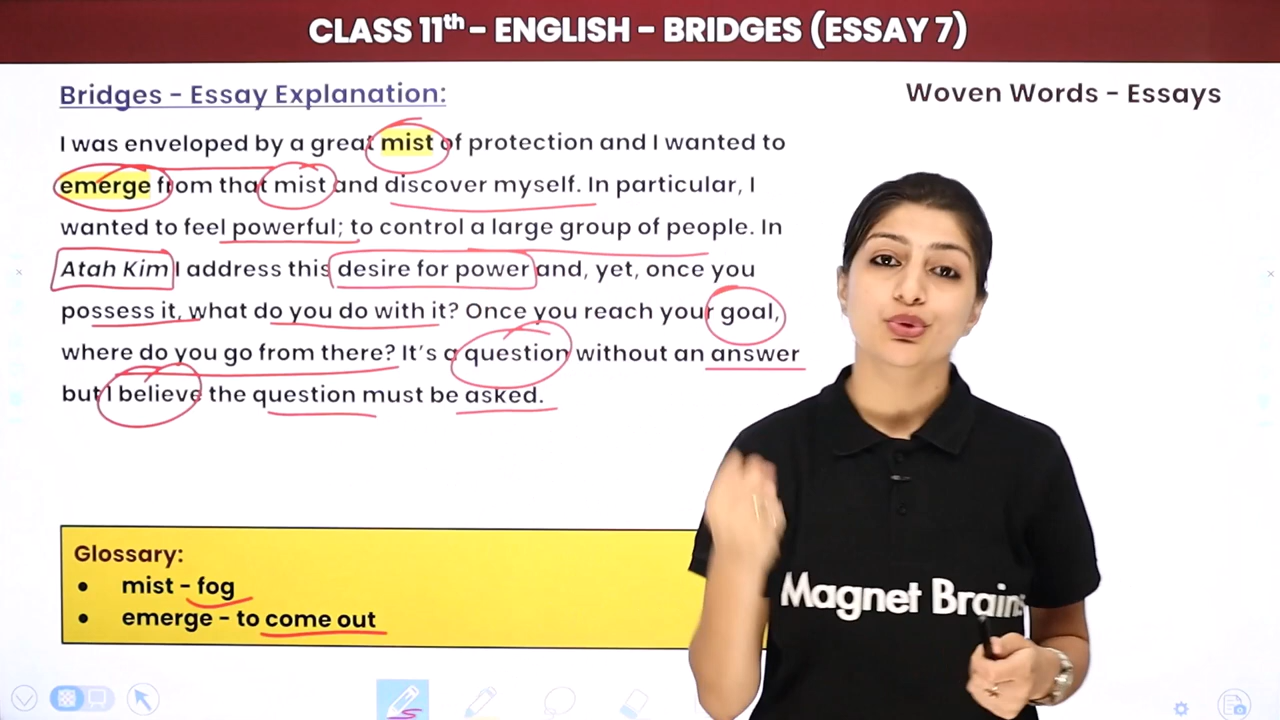 CLASS 11th - ENGLISH - BRIDGES (ESSAY 7)
Bridges - Essay Explanation:
Woven Words - Essays
I was enveloped by a great mist of protection and I wanted to
emerge from that mist and discover myself. In particular, I
wanted to feel powerful; to control a large group of people. In
Atah Kim I address this desire for power and, yet, once you
possess it, what do you do with it? Once you reach your goal,
where do you go from there? It's a question without an answer
but I believe the question must be asked.
Glossary:
• mist - fog
• emerge - to come out
Magnet Brains